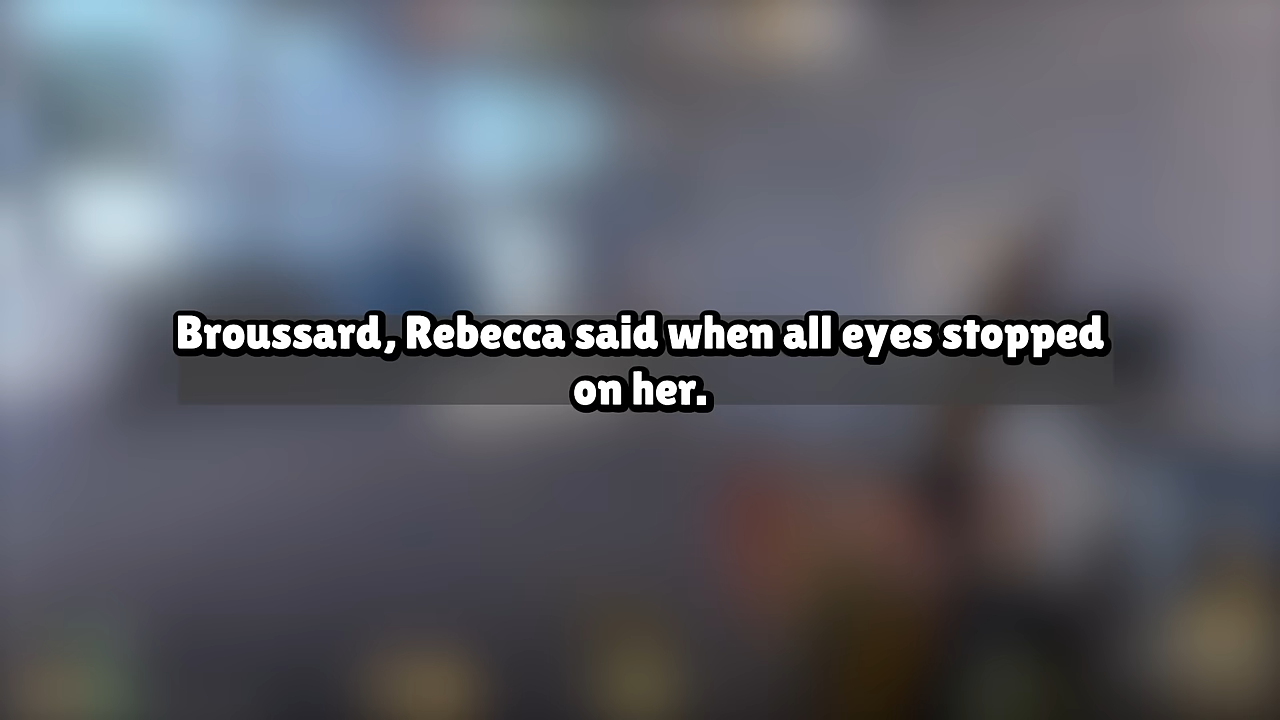 Broussard, Rebecca said when all eyes stopped
on her.